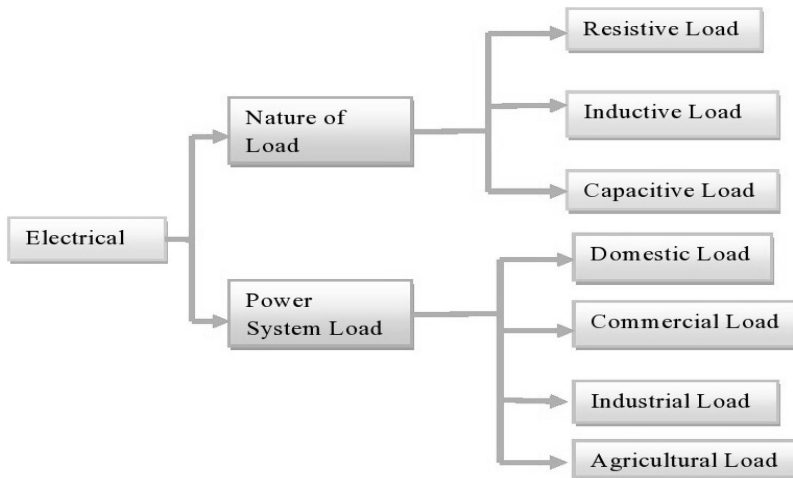 Electrical
Nature of
Load
Resistive Load
Inductive Load
Capacitive Load
Power
System Load
Domestic Load
Commercial Load
Industrial Load
Agricultural Load